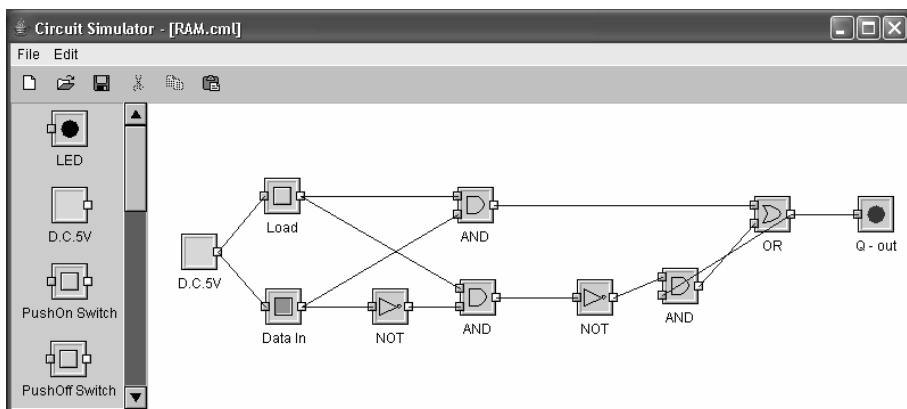 Circuit Simulator - [RAM.cml]
File Edit
LED
D.C.5V
PushOn Switch
PushOff Switch
D.C.5V
Load
Data In
NOT
AND
AND
NOT
AND
OR
Q - out